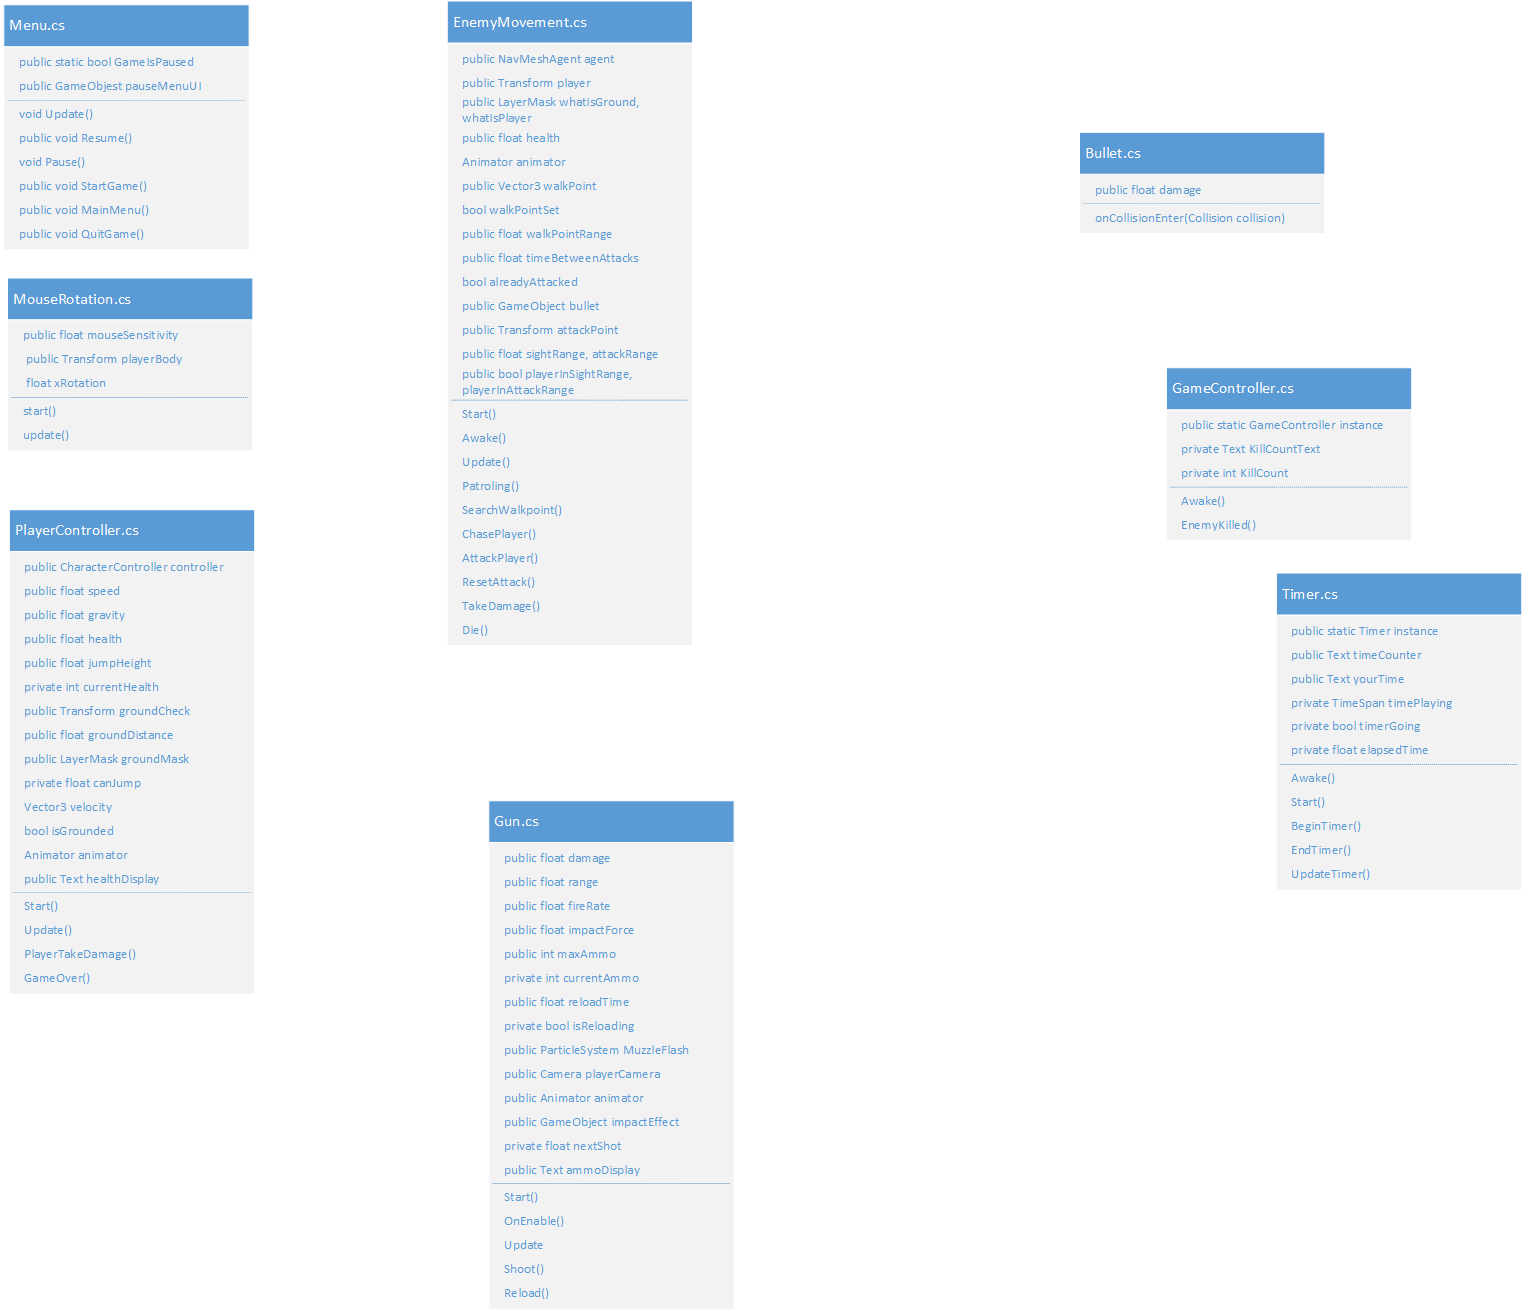 Menu.cs
public static bool GameIsPaused
public GameObjest pauseMenuUI
void Update()
public void Resume()
void Pause()
public void StartGame()
public void MainMenu()
public void QuitGame()
MouseRotation.cs
public float mouseSensitivity
public Transform playerBody
float xRotation
start()
update()
PlayerController.cs
public CharacterController controller
public float speed
public float gravity
public float health
public float jumpHeight
private int currentHealth
public Transform groundCheck
public float groundDistance
public LayerMask groundMask
private float canJump
Vector3 velocity
bool isGrounded
Animator animator
public Text healthDisplay
Start()
Update()
PlayerTakeDamage()
GameOver()
EnemyMovement.cs
public NavMeshAgent agent
public Transform player
public LayerMask whatIsGround,
whatIsPlayer
public float health
Animator animator
public Vector3 walkPoint
bool walkPointSet
public float walkPointRange
public float timeBetweenAttacks
bool alreadyAttacked
public GameObject bullet
public Transform attackPoint
public float sightRange, attackRange
public bool playerInSightRange,
playerInAttackRange
Start()
Awake()
Update()
Patroling()
SearchWalkpoint()
ChasePlayer()
AttackPlayer()
ResetAttack()
TakeDamage()
Die()
Gun.cs
public float damage
public float range
public float fireRate
public float impactForce
public int maxAmmo
private int currentAmmo
public float reloadTime
private bool isReloading
public ParticleSystem MuzzleFlash
public Camera playerCamera
public Animator animator
public GameObject impactEffect
private float nextShot
public Text ammoDisplay
Start()
OnEnable()
Update
Shoot()
Reload()
Bullet.cs
public float damage
onCollisionEnter(Collision collision)
GameController.cs
public static GameController instance
private Text KillCountText
private int KillCount
Awake()
EnemyKilled()
Timer.cs
public static Timer instance
public Text timeCounter
public Text yourTime
private TimeSpan timePlaying
private bool timerGoing
private float elapsedTime
Awake()
Start()
BeginTimer()
EndTimer()
UpdateTimer()